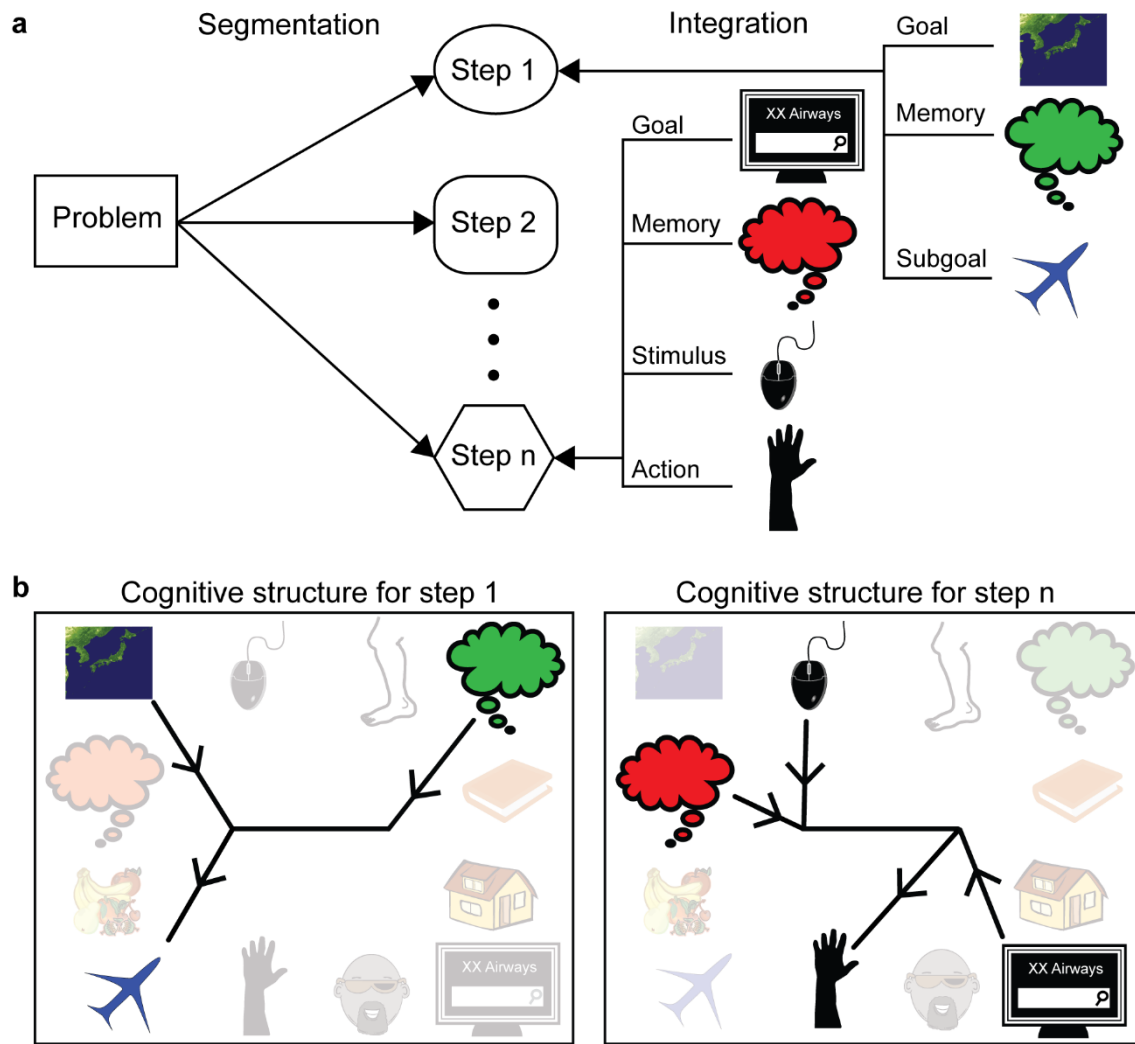 a
Segmentation
Integration
Problem
Step 1
Step 2
Step n
Goal
XX Airways
Memory
Stimulus
Action
Goal
Memory
Subgoal
b
Cognitive structure for step 1
XX Airways
Cognitive structure for step n
XX Airways